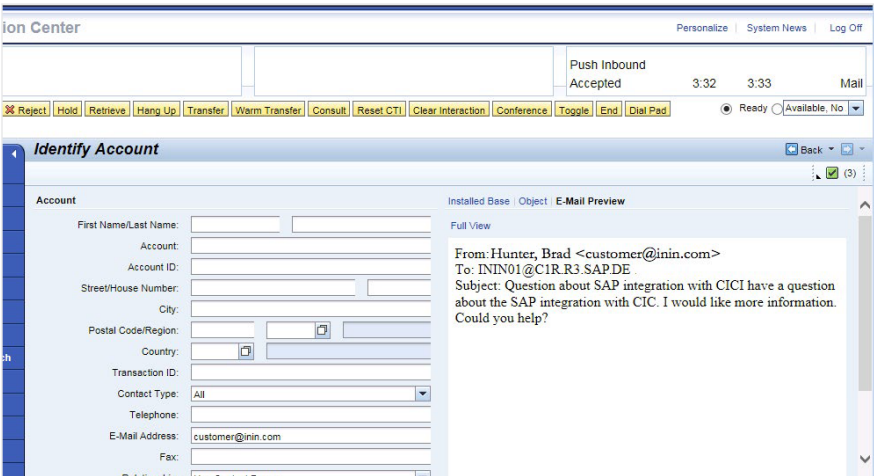 ion Center
Personalize System News Log Off
Push Inbound
Accepted 3:32 3:33 Mail
Reject Hold Retrieve Hang Up Transfer Warm Transfer Consult Reset CTI Clear Interaction Conference Toggle End Dial Pad Ready Available, No
Identify Account Back
(3)
Account
First Name/Last Name:
Account:
Account ID:
Street/House Number:
City:
Postal Code/Region:
ch
Country:
Transaction ID:
Contact Type: All
Telephone:
E-Mail Address: customer@inin.com
Fax:
Installed Base Object E-Mail Preview
Full View
From:Hunter, Brad <customer@inin.com>
To: ININ01@C1R.R3.SAP.DE
Subject: Question about SAP integration with CICI have a question
about the SAP integration with CIC. I would like more information.
Could you help?